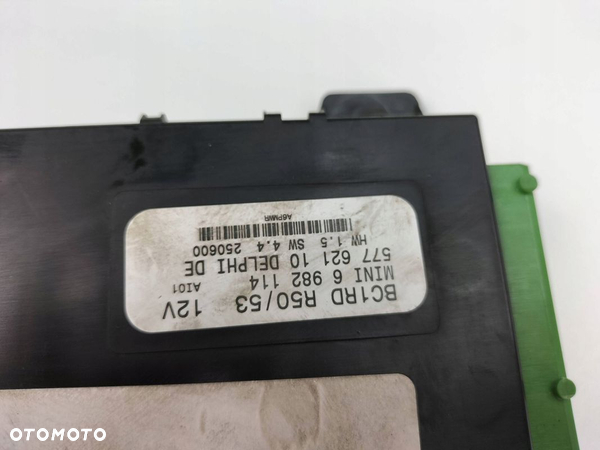 BC1RD R50/53 12V
MINI 6 982 114 AI01
577 621 10 DELPHI DE
HW 1.5 SW 4.4 250600
OTOMOTO